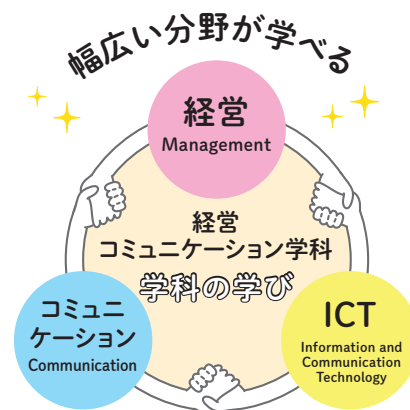 幅広い分野が学べる
経営
Management
経営
コミュニケーション学科
学科の学び
コミュニ
ケーション
Communication
ICT
Information and
Communication
Technology